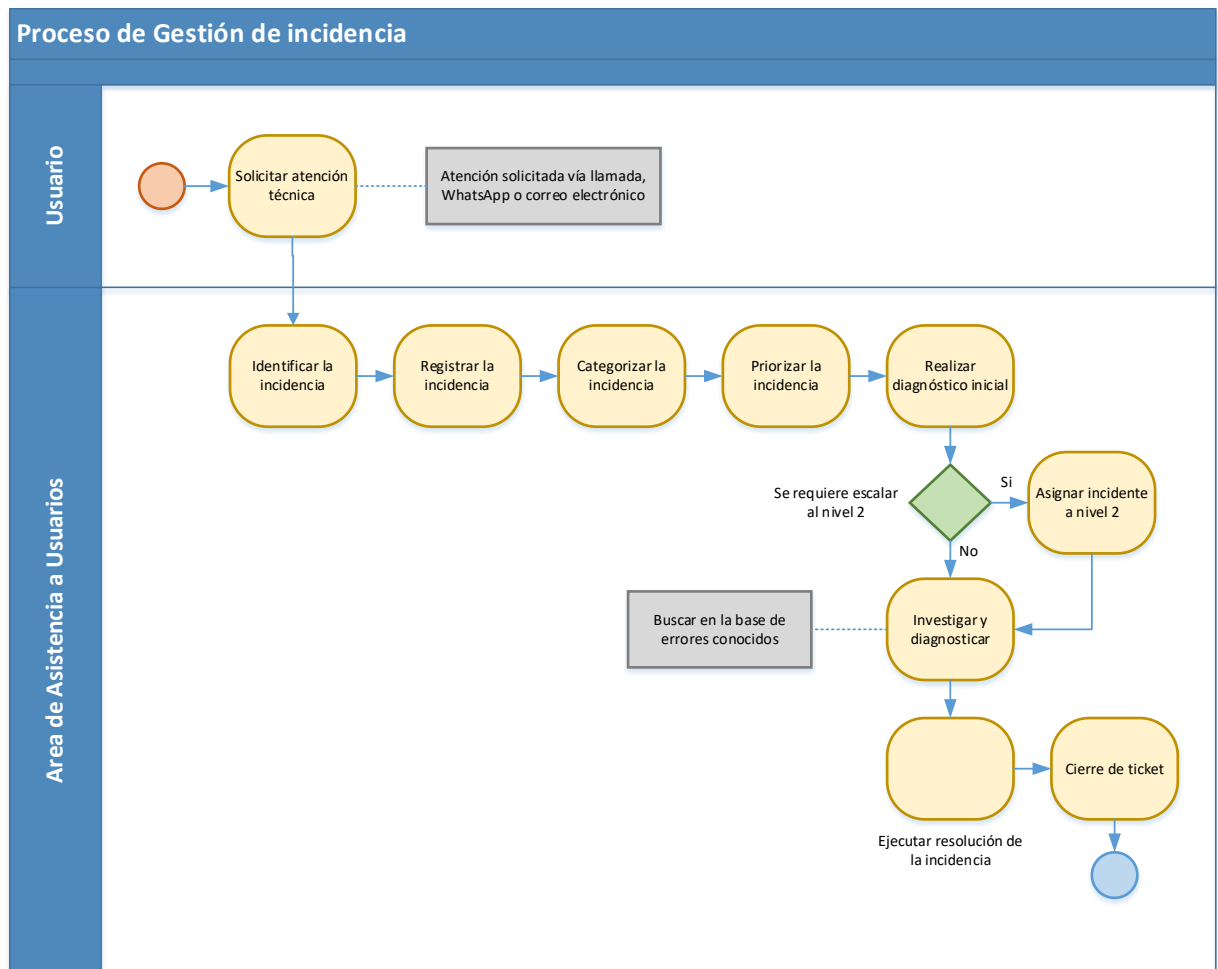 Proceso de Gestión de incidencia
Usuario
Solicitar atención
técnica
Atención solicitada vía llamada,
WhatsApp o correo electrónico
Area de Asistencia a Usuarios
Identificar la
incidencia
Registrar la
incidencia
Categorizar la
incidencia
Priorizar la
incidencia
Realizar
diagnóstico inicial
Se requiere escalar
al nivel 2
Si
Asignar incidente
a nivel 2
No
Buscar en la base de
errores conocidos
Investigar y
diagnosticar
Cierre de ticket
Ejecutar resolución de
la incidencia